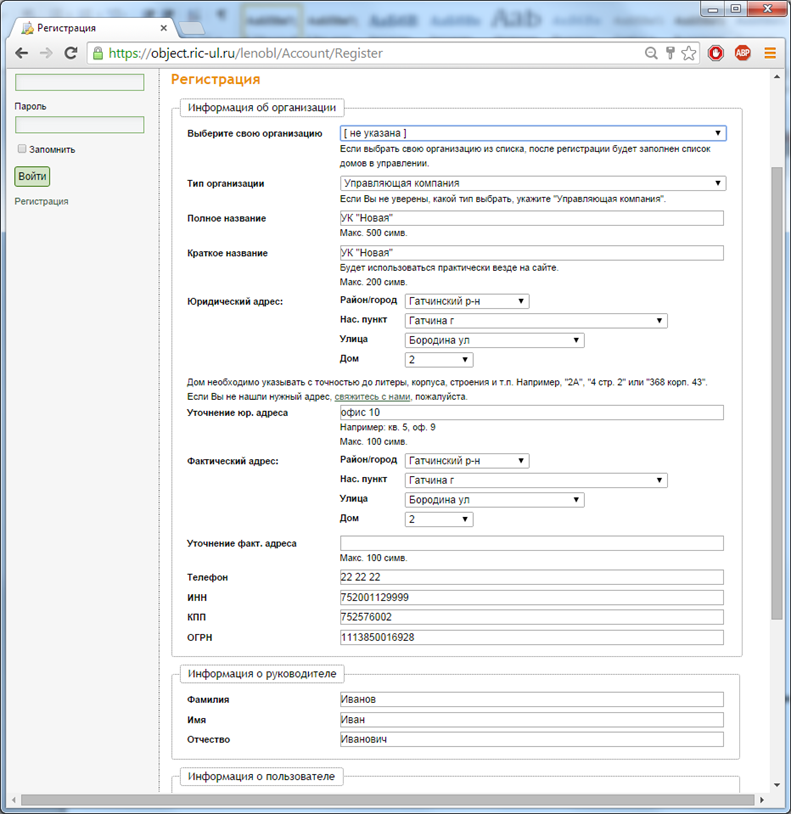 Регистрация
https://object.ric-ul.ru/lenobl/Account/Register
ABP
Пароль
Запомнить
Войти
Регистрация
Регистрация
Информация об организации
Выберите свою организацию [ не указана ]
Если выбрать свою организацию из списка, после регистрации будет заполнен список
домов в управлении.
Тип организации Управляющая компания
Если Вы не уверены, какой тип выбрать, укажите "Управляющая компания".
Полное название УК "Новая"
Макс. 500 симв.
Краткое название УК "Новая"
Будет использоваться практически везде на сайте.
Макс. 200 симв.
Юридический адрес: Район/город Гатчинский р-н
Нас. пункт Гатчина г
Улица Бородина ул
Дом 2
Дом необходимо указывать с точностью до литеры, корпуса, строения и т.п. Например, "2А", "4 стр. 2" или "368 корп. 43".
Если Вы не нашли нужный адрес, свяжитесь с нами, пожалуйста.
Уточнение юр. адреса офис 10
Например: кв. 5, оф. 9
Макс. 100 симв.
Фактический адрес: Район/город Гатчинский р-н
Нас. пункт Гатчина г
Улица Бородина ул
Дом 2
Уточнение факт. адреса
Макс. 100 симв.
Телефон 22 22 22
ИНН 752001129999
КПП 752576002
ОГРН 1113850016928
Информация о руководителе
Фамилия Иванов
Имя Иван
Отчество Иванович
Информация о пользователе